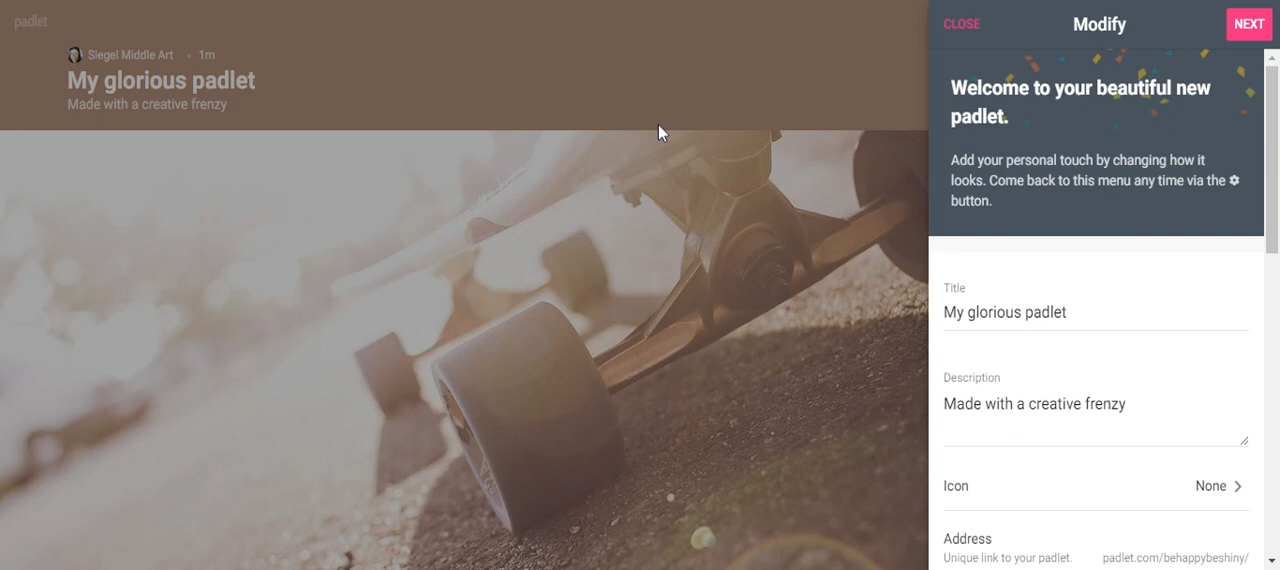 padlet
Siegel Middle Art • 1m
My glorious padlet
Made with a creative frenzy
CLOSE
Modify
NEXT
Welcome to your beautiful new
padlet.
Add your personal touch by changing how it
looks. Come back to this menu any time via the
button.
Title
My glorious padlet
Description
Made with a creative frenzy
Icon
None
Address
Unique link to your padlet.
padlet.com/behappybeshiny/